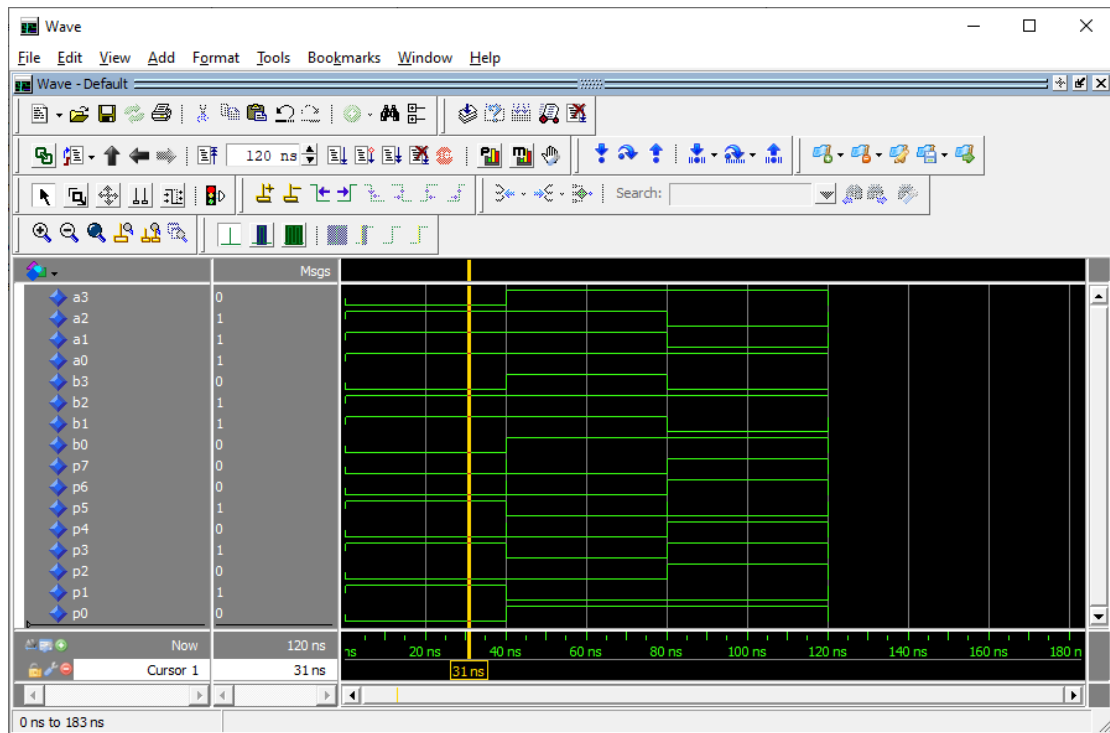 Wave
File Edit View Add Format Tools Bookmarks Window Help
Wave - Default
120 ns
Search:
Msgs
a3 0
a2 1
a1 1
a0 1
b3 0
b2 1
b1 1
b0 0
p7 0
p6 0
p5 1
p4 0
p3 1
p2 0
p1 1
p0 0
Now 120 ns
ns 20 ns 40 ns 60 ns 80 ns 100 ns 120 ns 140 ns 160 ns 180 n
Cursor 1 31 ns 31 ns
0 ns to 183 ns